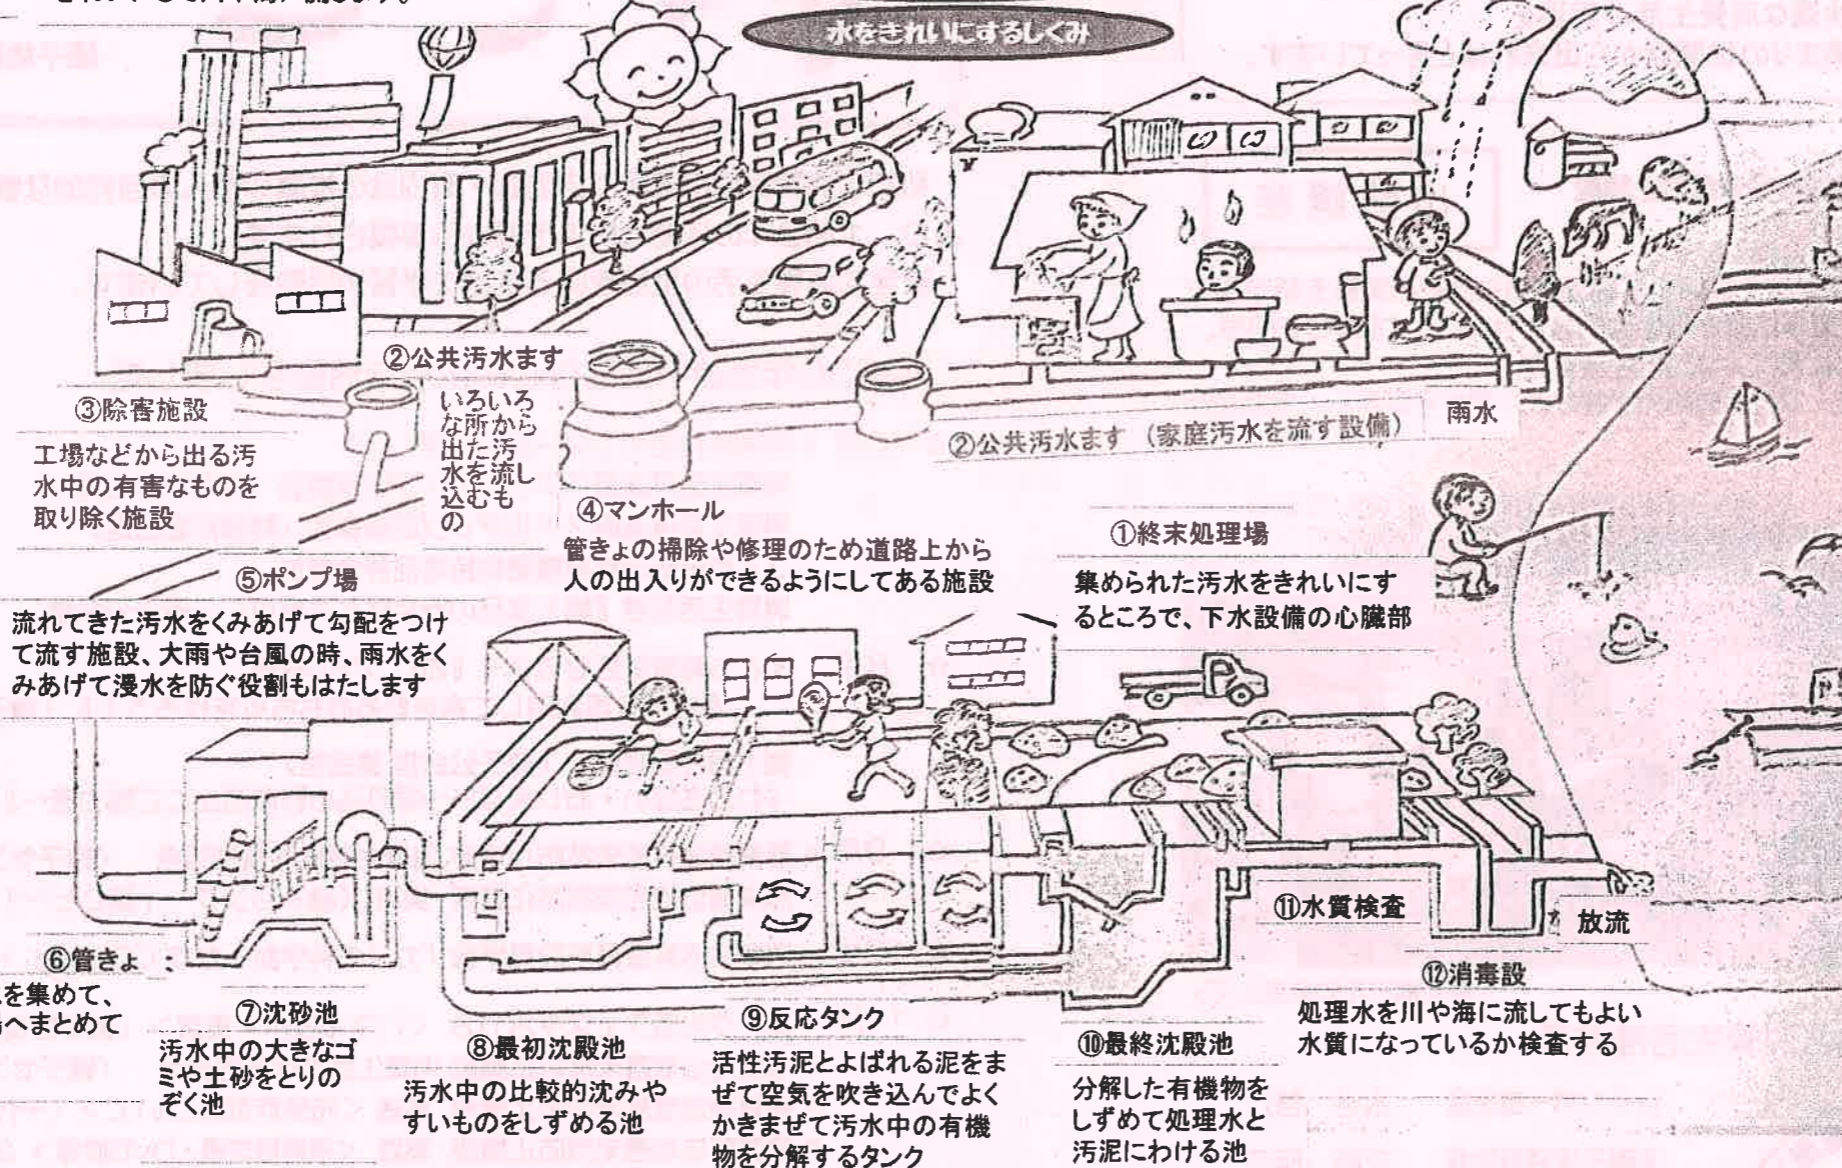 水をきれいにするしくみ
②公共汚水ます
いろいろ
な所から
出た汚
水を流し
込むも
の
③除害施設
工場などから出る汚
水中の有害なものを
取り除く施設
④マンホール
管きょの掃除や修理のため道路上から
人の出入りができるようにしてある施設
②公共汚水ます（家庭汚水を流す設備）
雨水
①終末処理場
集められた汚水をきれいにす
るところで、下水設備の心臓部
⑤ポンプ場
流れてきた汚水をくみあげて勾配をつけ
て流す施設、大雨や台風の時、雨水をく
みあげて浸水を防ぐ役割もはたします
⑥管きょ
を集めて、
へまとめて
⑦沈砂池
汚水中の大きなゴ
ミや土砂をとりの
ぞく池
⑧最初沈殿池
汚水中の比較的沈みや
すいものをしずめる池
⑨反応タンク
活性汚泥とよばれる泥をま
ぜて空気を吹き込んでよく
かきまぜて汚水中の有機
物を分解するタンク
⑩最終沈殿池
分解した有機物を
しずめて処理水と
汚泥にわける池
⑪水質検査
放流
⑫消毒設
処理水を川や海に流してもよい
水質になっているか検査する